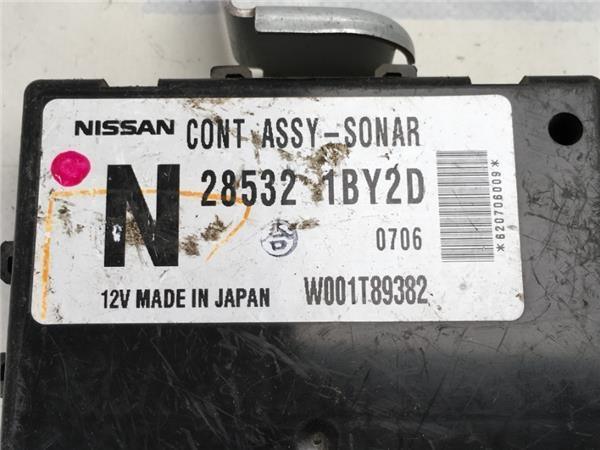 NISSAN CONT ASSY-SONAR
N 28532 1BY2D
0706
12V MADE IN JAPAN W001T89382
*620706009*